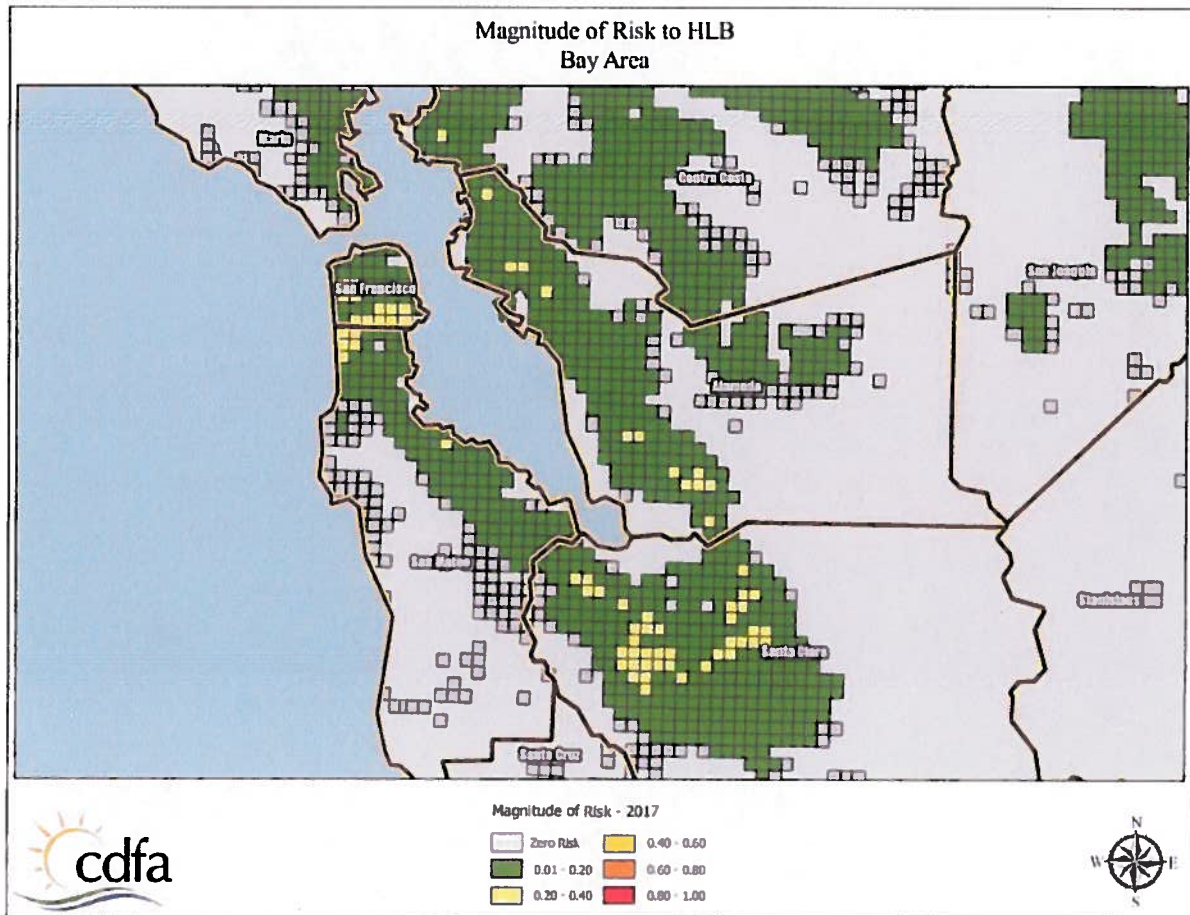 Magnitude of Risk to HLB
Bay Area
Contra Costa
San Francisco
San Joaquin
Alameda
San Mateo
Stanislaus
Santa Clara
Santa Cruz
Magnitude of Risk - 2017
Zero Risk
0.40 - 0.60
0.01 - 0.20
0.60 - 0.80
0.20 - 0.40
0.80 - 1.00
cdfa
N
W
E
S